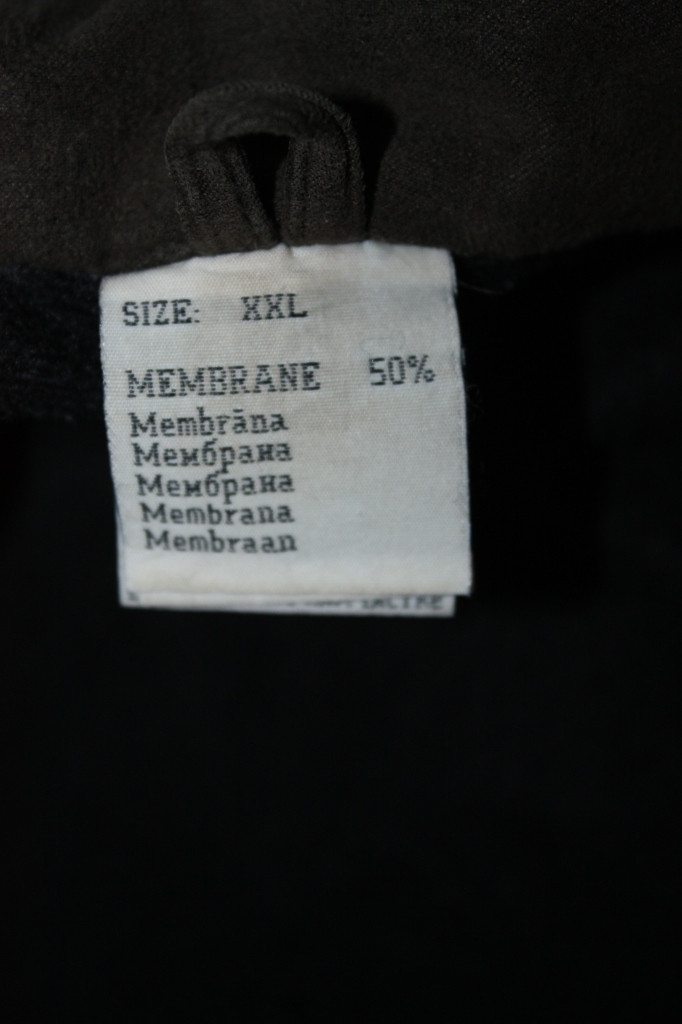 SIZE: XXL
MEMBRANE 50%
Membrāna
Мембрана
Мембрана
Membrana
Membraan